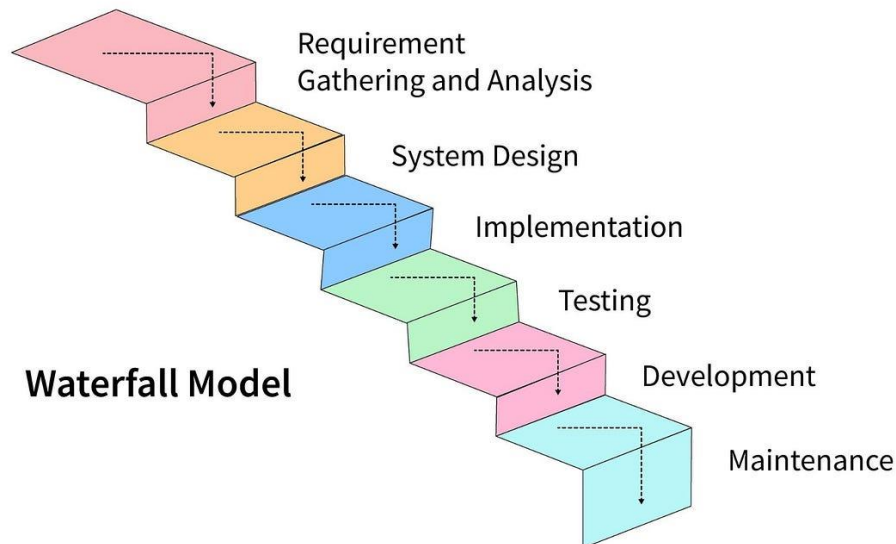 Requirement
Gathering and Analysis
System Design
Implementation
Testing
Waterfall Model
Development
Maintenance